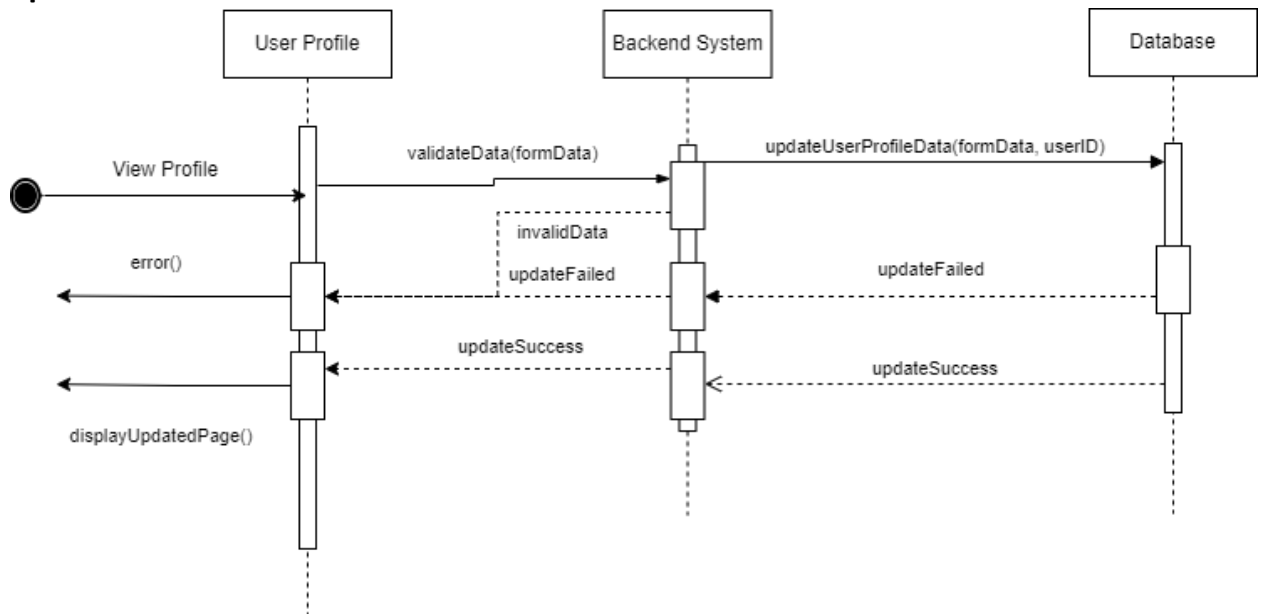 User Profile
Backend System
Database
validateData(formData)
updateUserProfileData(formData, userID)
View Profile
invalidData
error()
updateFailed
updateFailed
updateSuccess
updateSuccess
displayUpdatedPage()